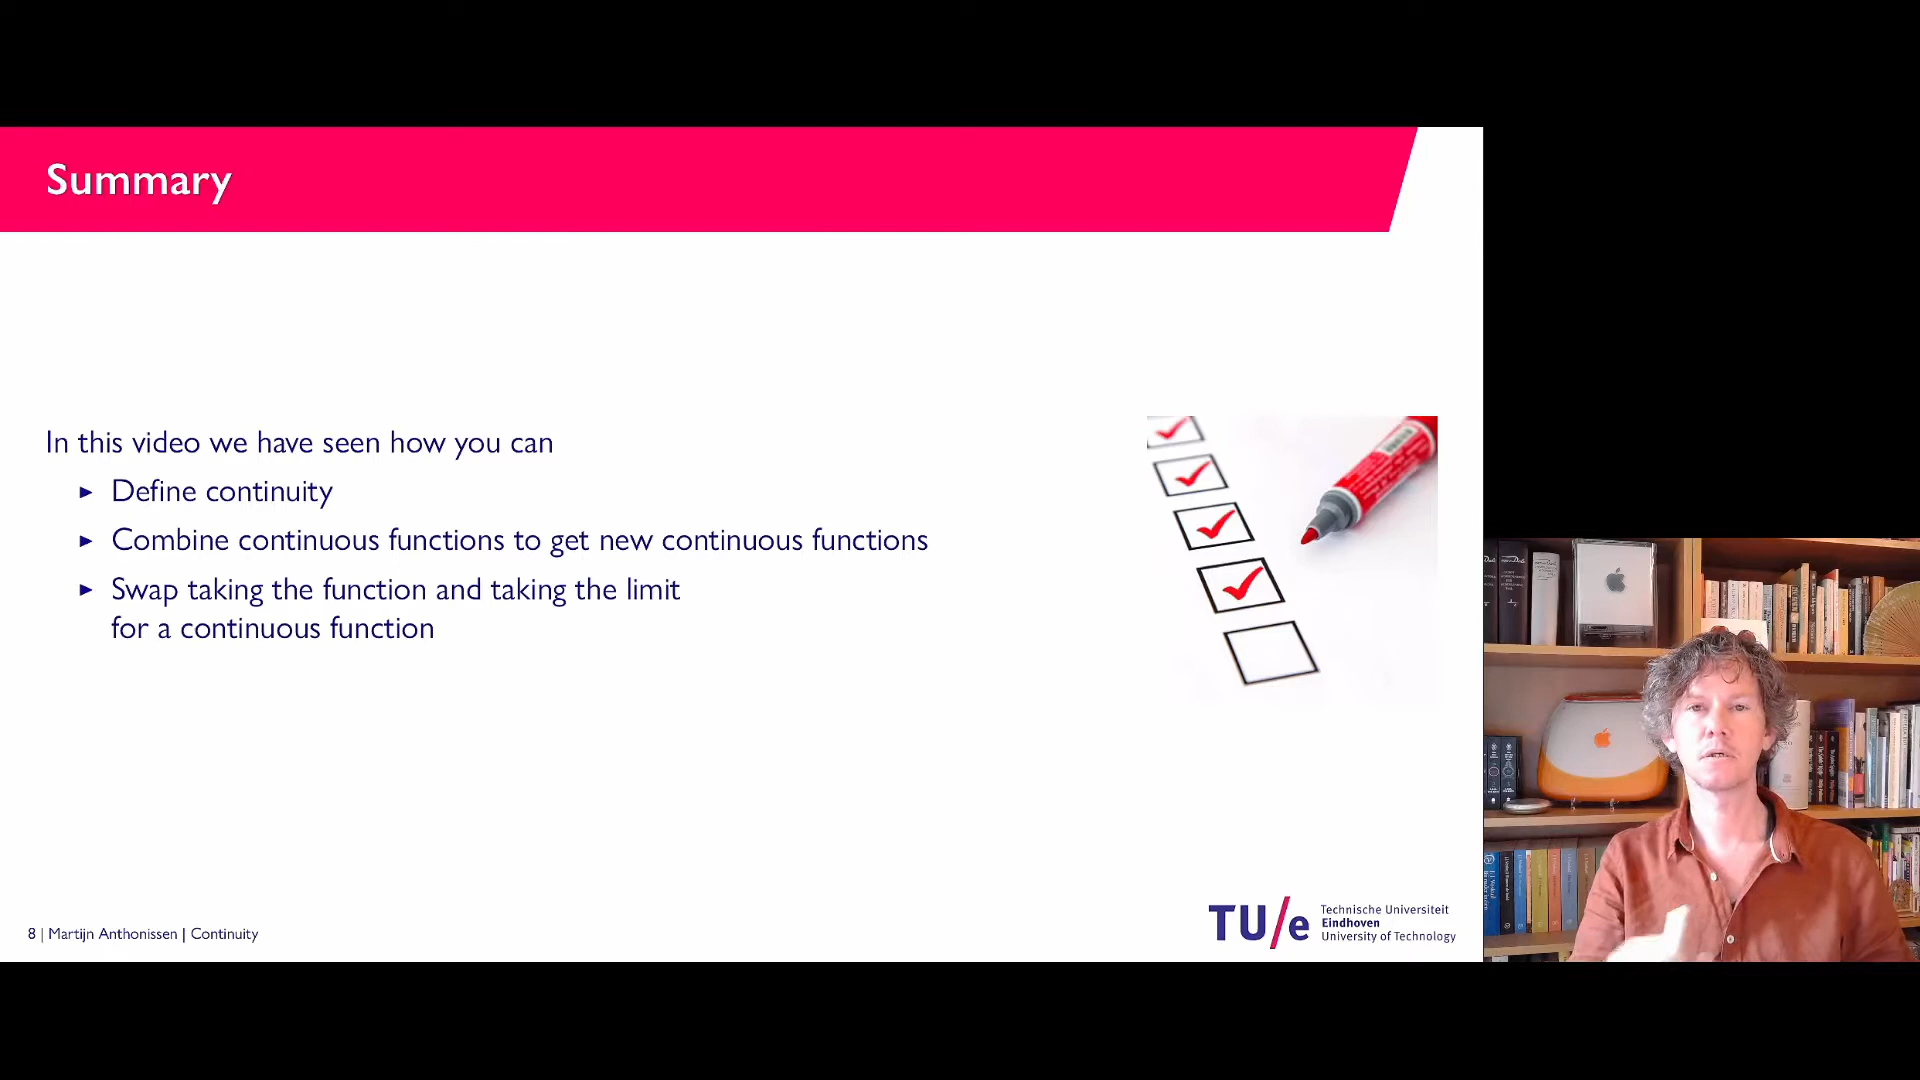 Summary
In this video we have seen how you can
▸ Define continuity
▸ Combine continuous functions to get new continuous functions
▸ Swap taking the function and taking the limit
for a continuous function
8 | Martijn Anthonissen | Continuity
TU/e
Technische Universiteit
Eindhoven
University of Technology